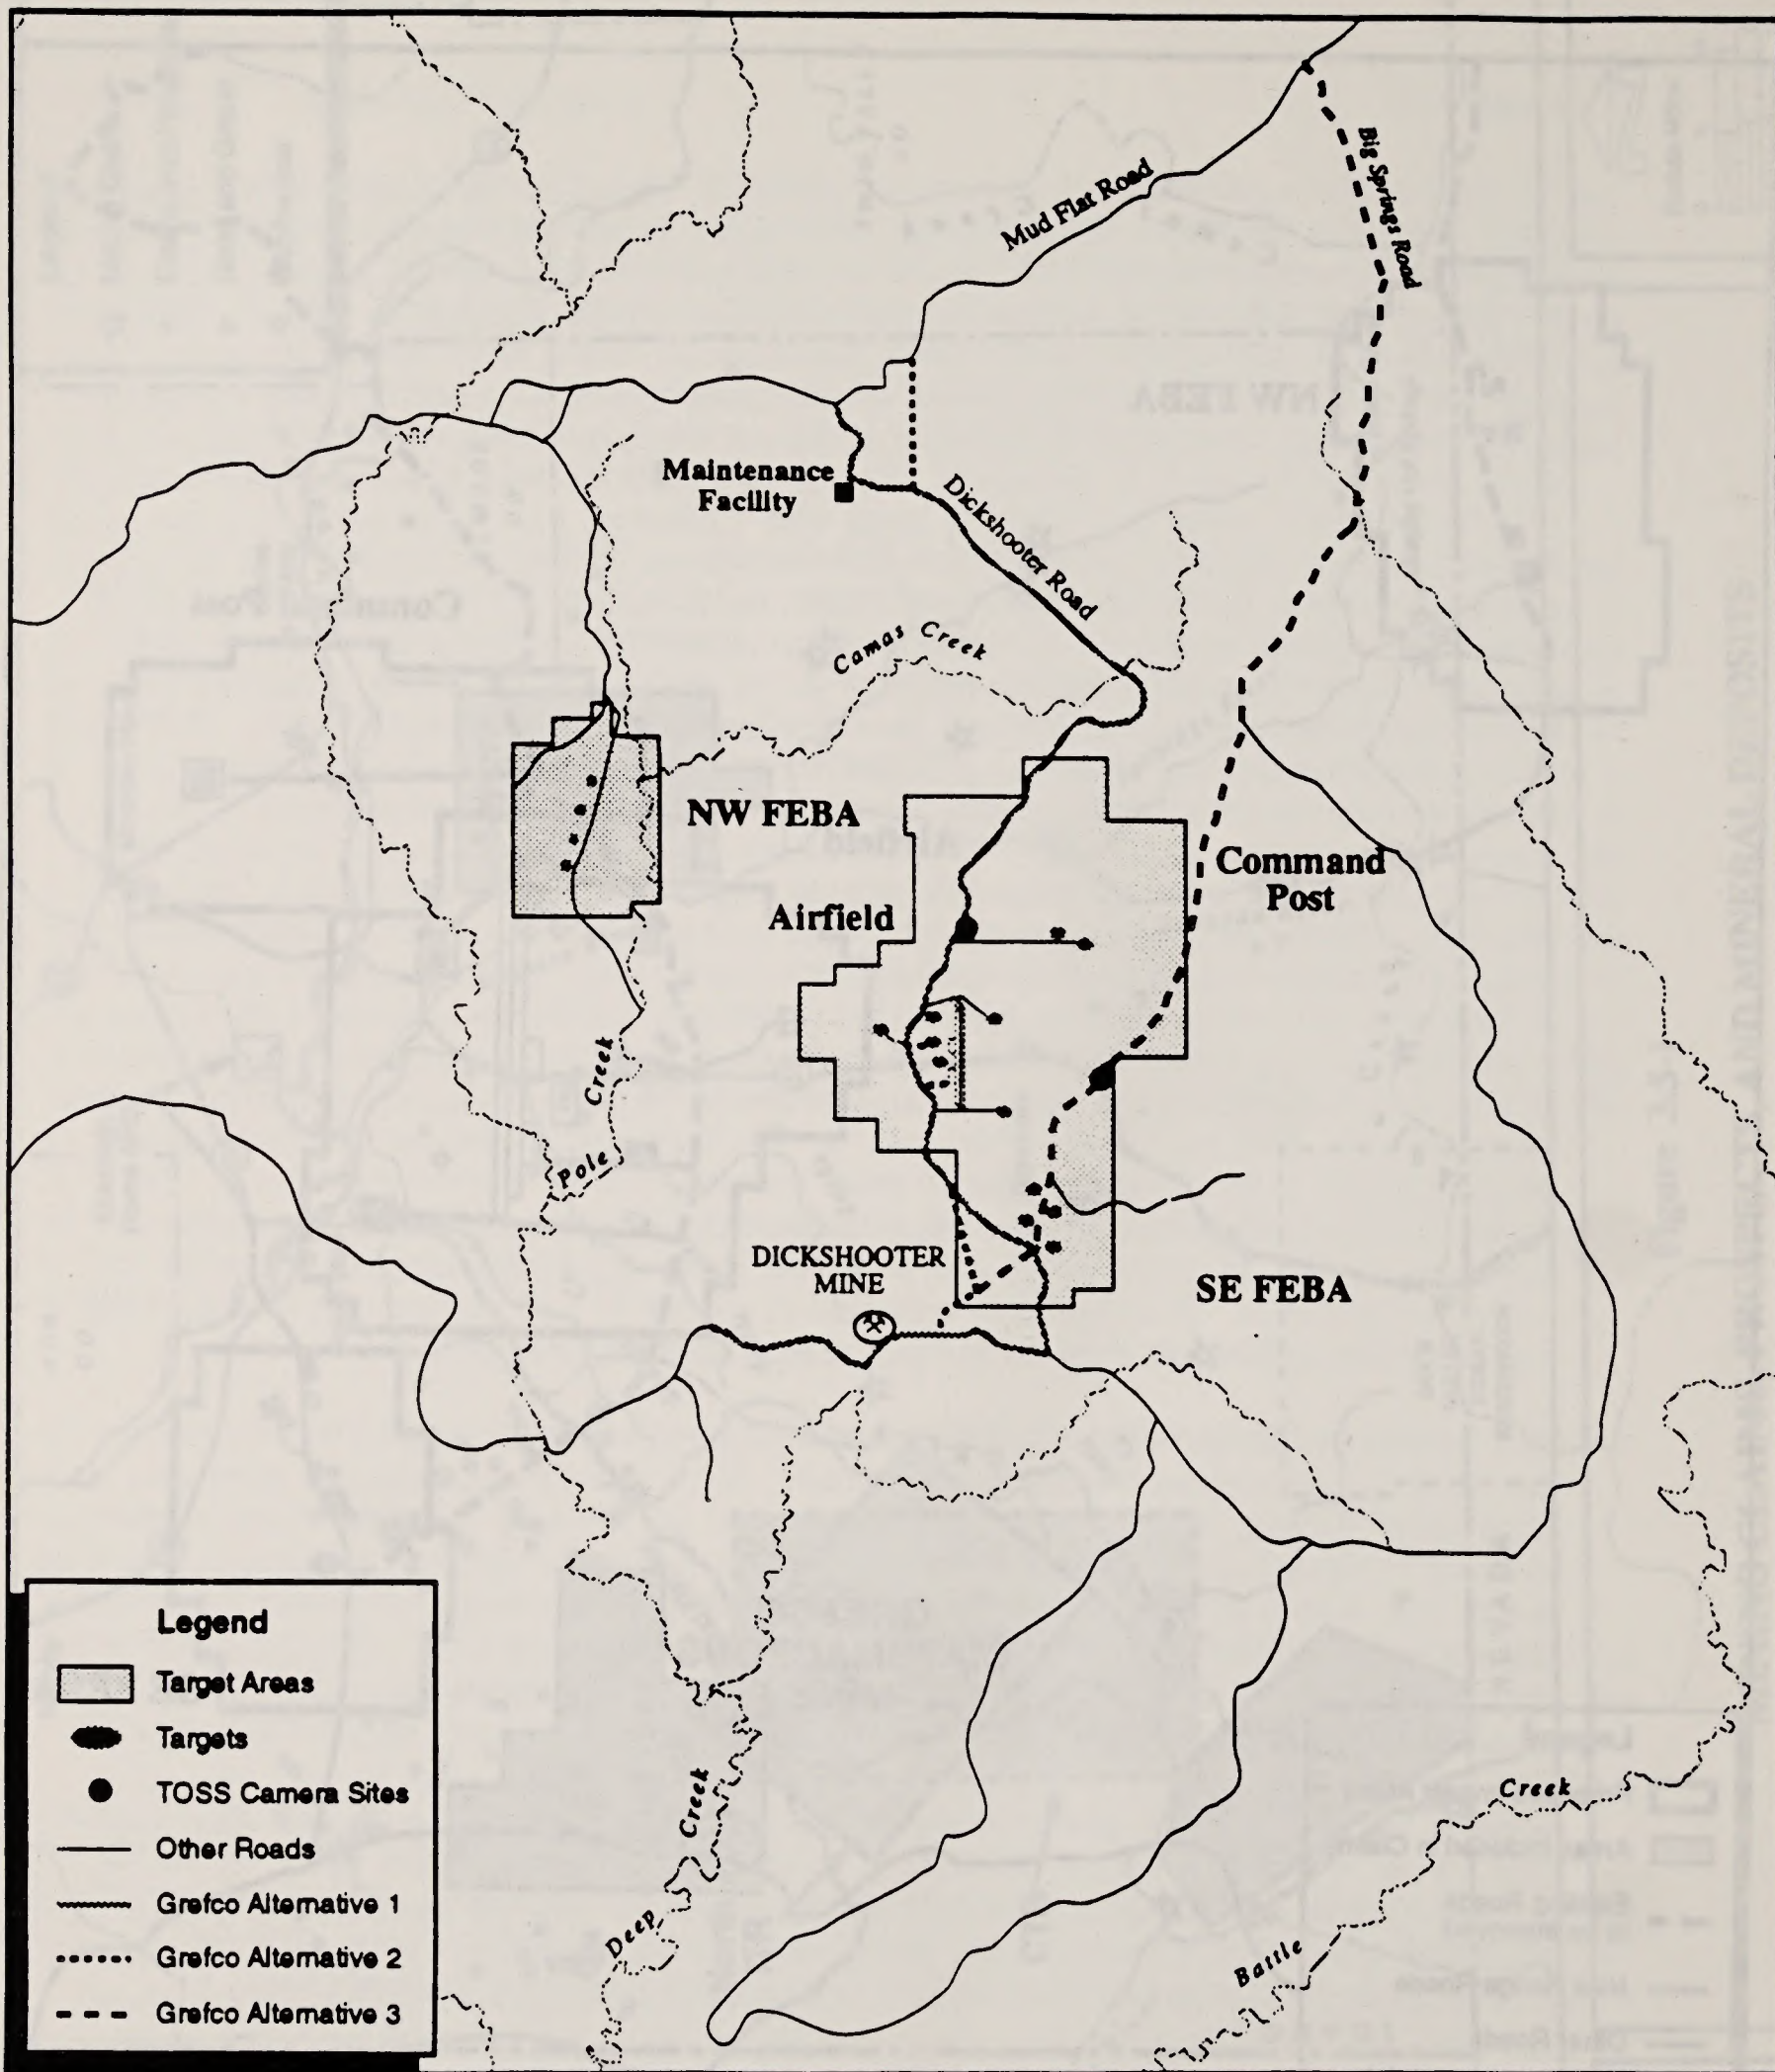 Big Springs Road
Mud Flat Road
Maintenance
Facility
Dickshooter Road
Camas Creek
NW FEBA
Command
Post
Airfield
Pole Creek
DICKSHOOTER
MINE
SE FEBA
Deep Creek
Battle Creek
Legend
Target Areas
Targets
TOSS Camera Sites
Other Roads
Grefco Alternative 1
Grefco Alternative 2
Grefco Alternative 3